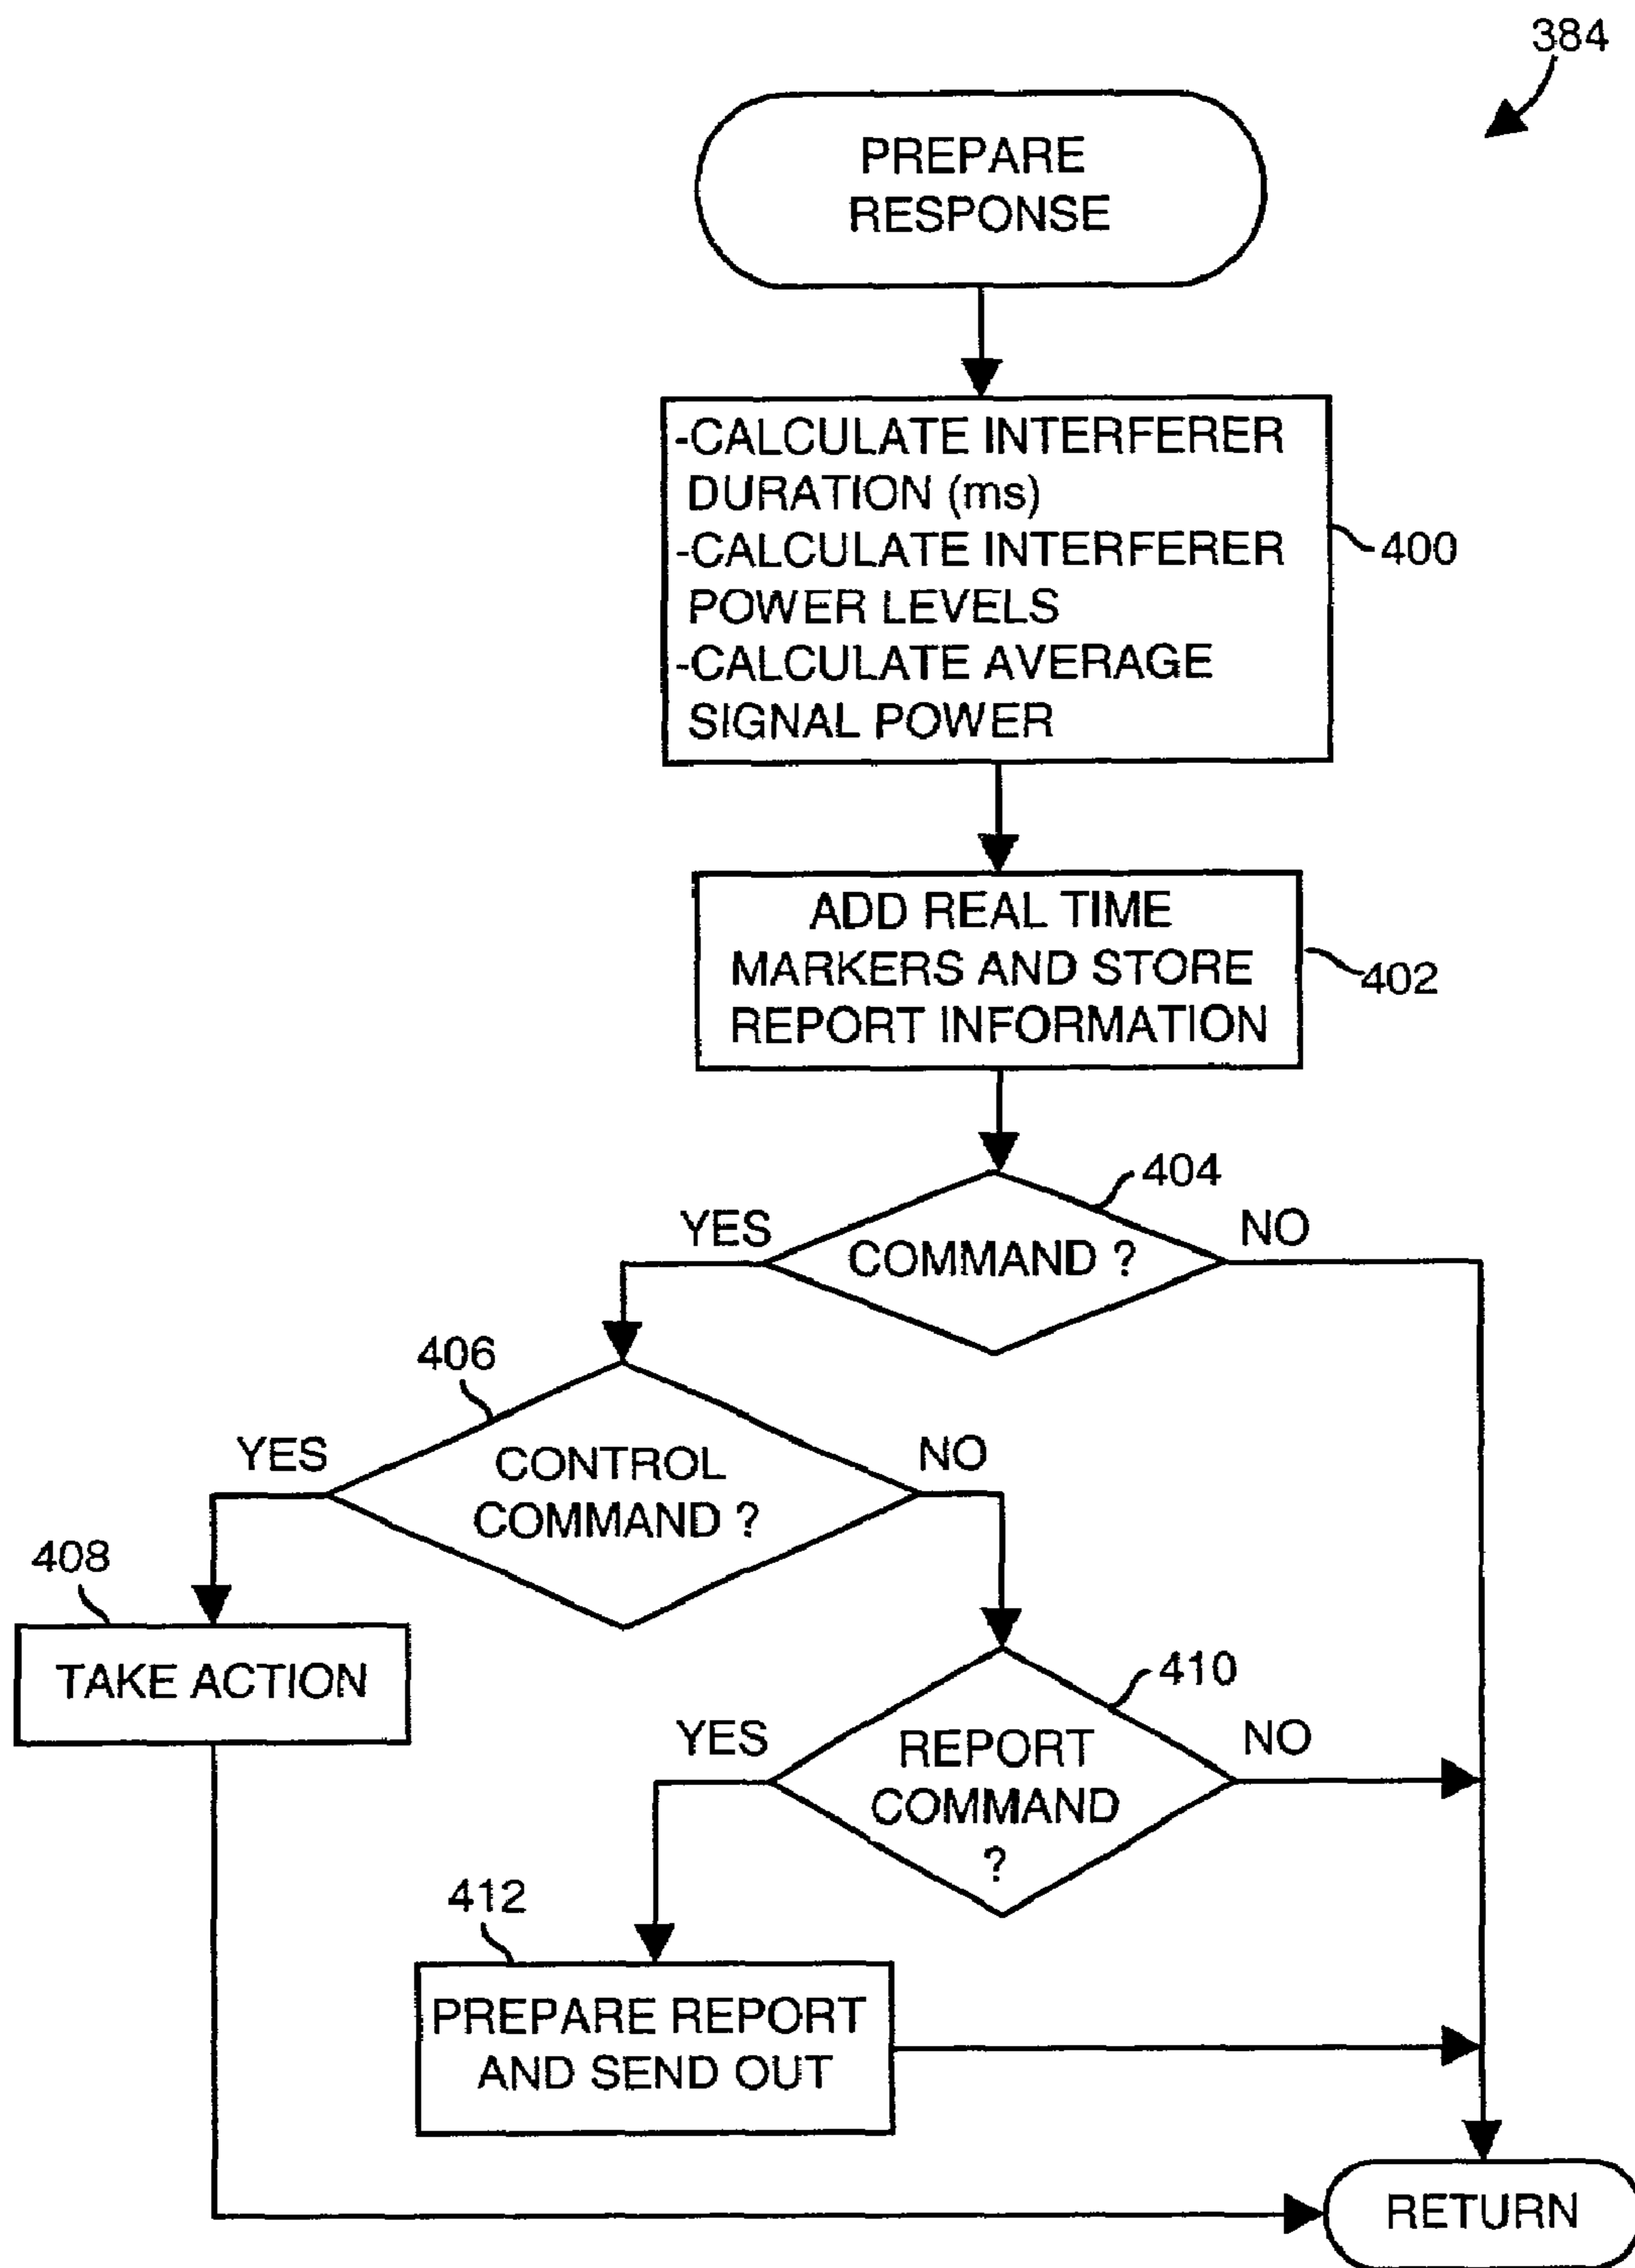 384
PREPARE
RESPONSE
-CALCULATE INTERFERER
DURATION (ms)
-CALCULATE INTERFERER
POWER LEVELS
-CALCULATE AVERAGE
SIGNAL POWER
400
ADD REAL TIME
MARKERS AND STORE
REPORT INFORMATION
402
404
YES
COMMAND ?
NO
406
YES
CONTROL
COMMAND ?
NO
408
TAKE ACTION
410
YES
REPORT
COMMAND
?
NO
412
PREPARE REPORT
AND SEND OUT
RETURN